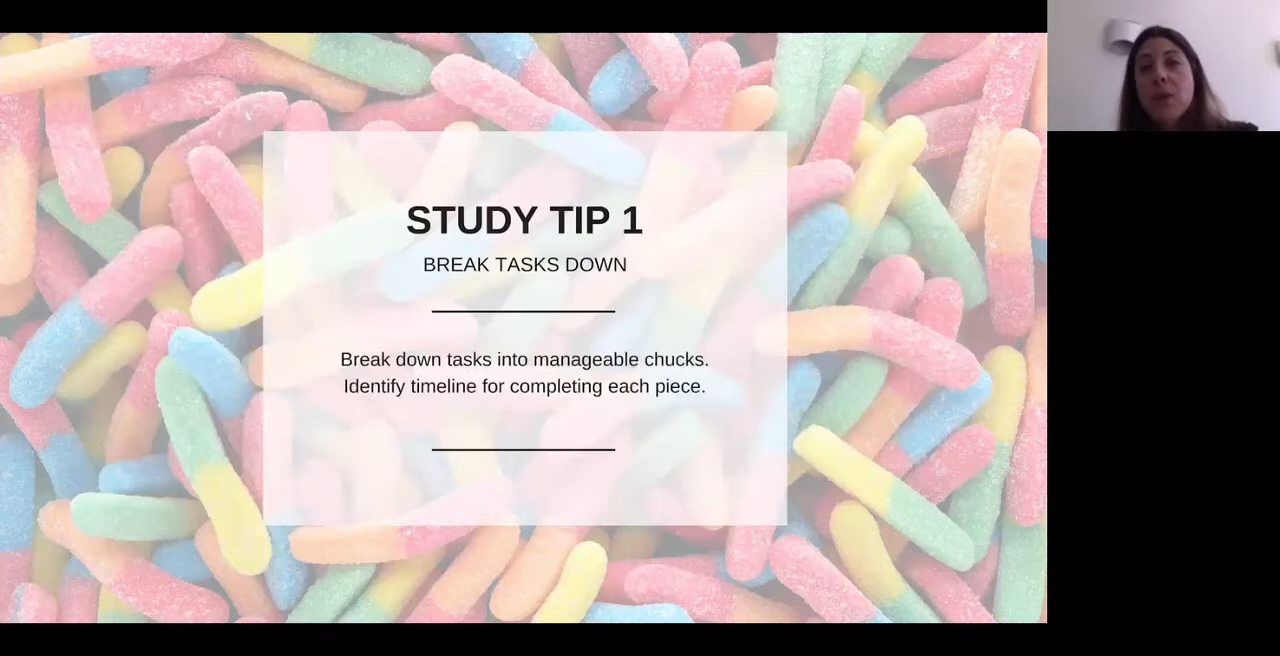 STUDY TIP 1
BREAK TASKS DOWN
Break down tasks into manageable chucks.
Identify timeline for completing each piece.